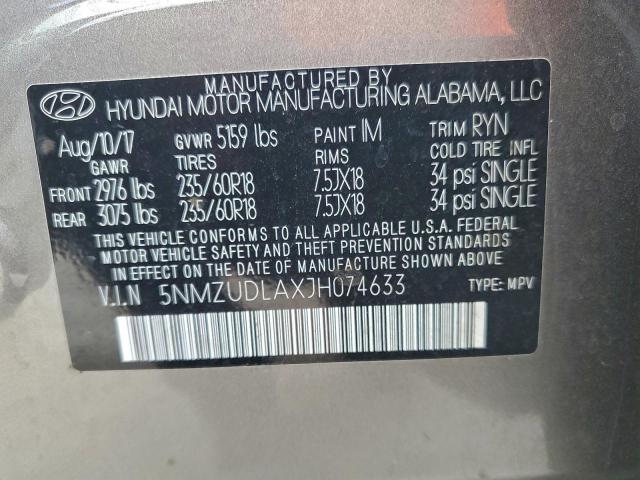 MANUFACTURED BY
HYUNDAI MOTOR MANUFACTURING ALABAMA, LLC
Aug/10/17 GVWR 5159 lbs PAINT 1M TRIM RYN
GAWR TIRES RIMS COLD TIRE INFL
FRONT 2976 lbs 235/60R18 7.5JX18 34 psi SINGLE
REAR 3075 lbs 235/60R18 7.5JX18 34 psi SINGLE
THIS VEHICLE CONFORMS TO ALL APPLICABLE U.S.A. FEDERAL
MOTOR VEHICLE SAFETY AND THEFT PREVENTION STANDARDS
IN EFFECT ON THE DATE OF MANUFACTURE SHOWN ABOVE.
V.I.N 5NMZUDLAXJH074633 TYPE: MPV